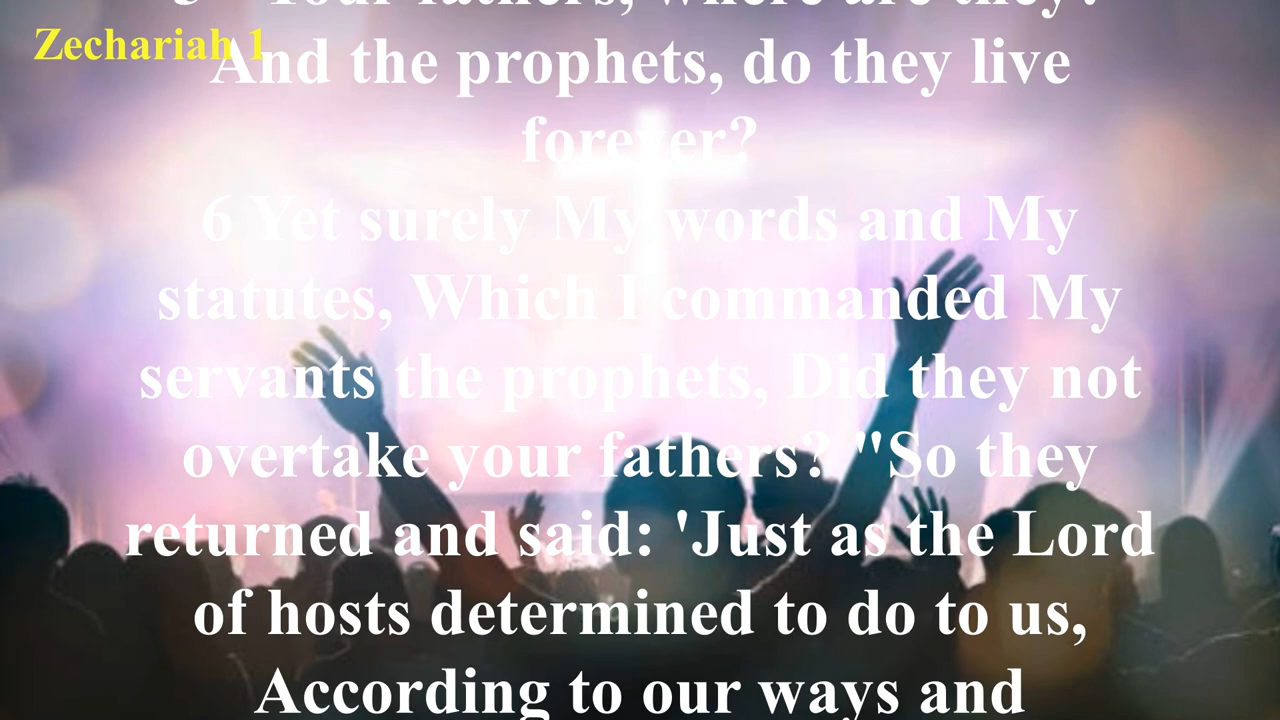 5 "Your fathers, where are they?
Zechariah 1
And the prophets, do they live
forever?
6 Yet surely My words and My
statutes, Which I commanded My
servants the prophets, Did they not
overtake your fathers? "So they
returned and said: 'Just as the Lord
of hosts determined to do to us,
According to our ways and